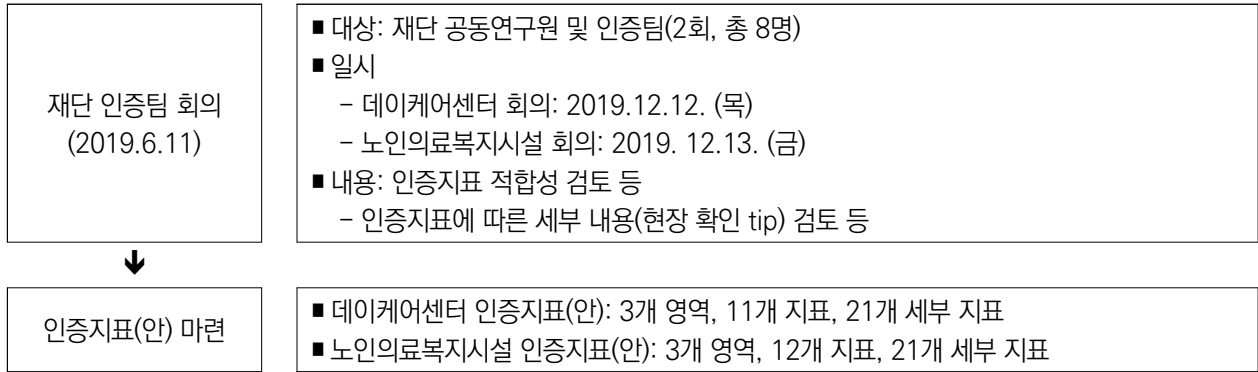 재단 인증팀 회의
(2019.6.11)
■ 대상: 재단 공동연구원 및 인증팀(2회, 총 8명)
■ 일시
– 데이케어센터 회의: 2019.12.12. (목)
– 노인의료복지시설 회의: 2019. 12.13. (금)
■ 내용: 인증지표 적합성 검토 등
– 인증지표에 따른 세부 내용(현장 확인 tip) 검토 등
인증지표(안) 마련
■ 데이케어센터 인증지표(안): 3개 영역, 11개 지표, 21개 세부 지표
■ 노인의료복지시설 인증지표(안): 3개 영역, 12개 지표, 21개 세부 지표